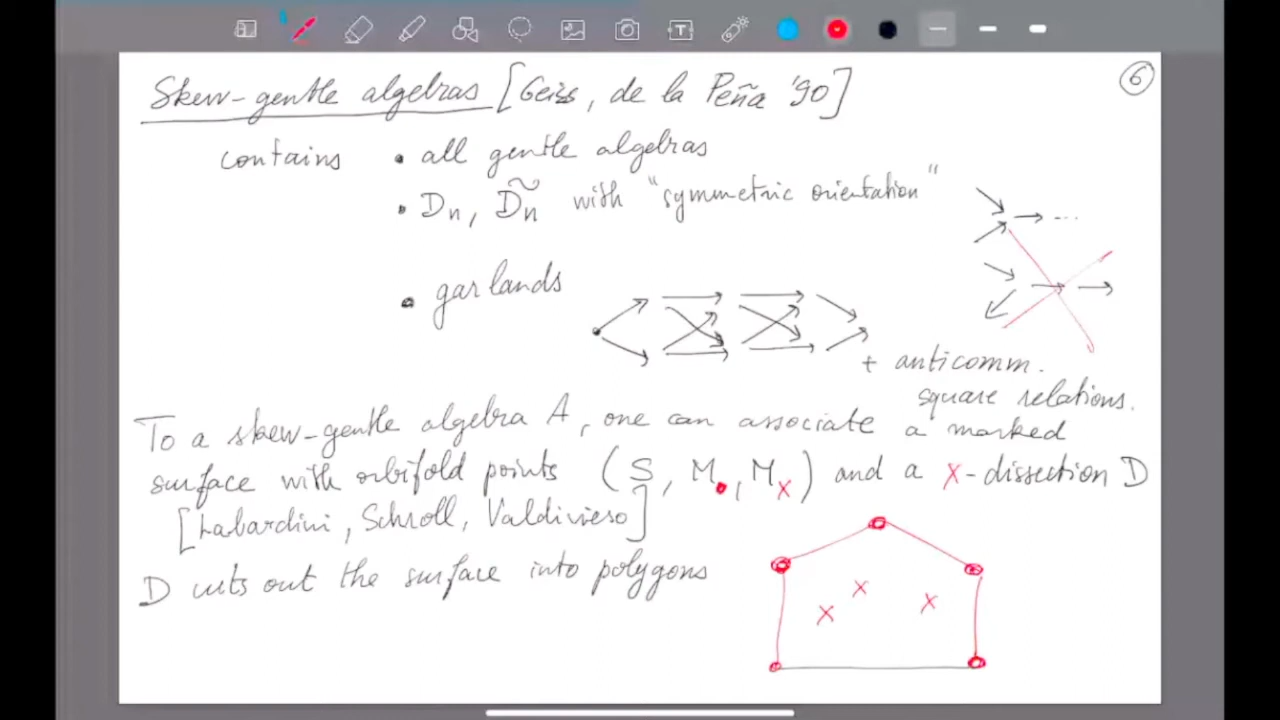 Skew-gentle algebras [Geiss, de la Peña '90]
6
contains • all gentle algebras
• Dn, D̃n with "symmetric orientation"
• garlands
+ anticomm.
square relations.
To a skew-gentle algebra A, one can associate a marked
surface with orbifold points (S, M•, Mx) and a x-dissection D
[Labardini, Schroll, Valdivieso]
D cuts out the surface into polygons